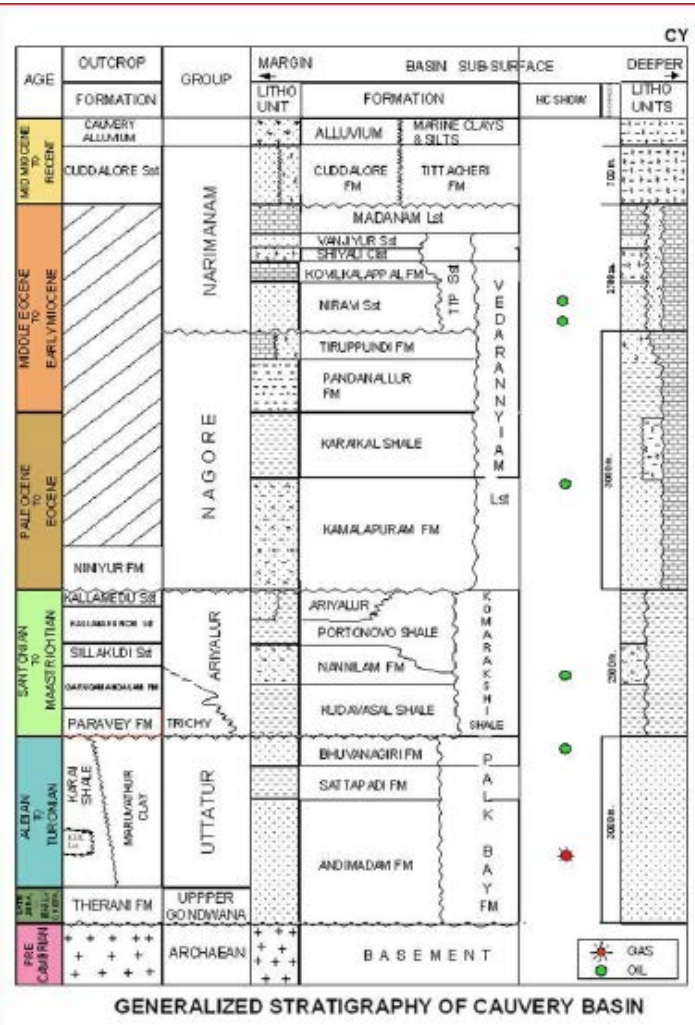 CY
AGE
OUTCROP
FORMATION
GROUP
MARGIN
BASIN SUB-SURFACE
DEEPER
LITHO
UNIT
FORMATION
HC SHOW
LITHO
UNITS
MID MIOCENE
TO
RECENT
CAUVERY
ALLUVIUM
CUDDALORE Sst
ALLUVIUM
MARINE CLAYS
& SILTS
CUDDALORE
FM
TITTACHERI
FM
700 m.
MIDDLE EOCENE
TO
EARLY MIOCENE
NARIMANAM
MADANAM Lst
VANJIYUR Sst
SHIYALI Clst
KOVILKALAPPAL FM
NIRAVI Sst
TTP Sst
VEDARANNYIAM
Lst
NAGORE
TIRUPPUNDI FM
PANDANALLUR
FM
KARAIKAL SHALE
KAMALAPURAM FM
3000 m.
PALEOCENE
TO
EOCENE
NINIYUR FM
SANTONIAN
TO
MAASTRICHTIAN
KALLAMEDU Sst
SILLAKUDI Sst
PARAVEY FM
ARIYALUR
TRICHY
ARIYALUR
PORTONOVO SHALE
NANNILAM FM
KUDAVASAL SHALE
KOMARAKSHI
SHALE
2000 m.
ALBIAN
TO
TURONIAN
KARAI
SHALE
MARUVATHUR
CLAY
UTTATUR
BHUVANAGIRI FM
SATTAPADI FM
ANDIMADAM FM
PALK BAY
FM
3000 m.
THERANI FM
UPPPER
GONDWANA
PRE
CAMBRIAN
ARCHAEAN
BASEMENT
GAS
OIL
GENERALIZED STRATIGRAPHY OF CAUVERY BASIN